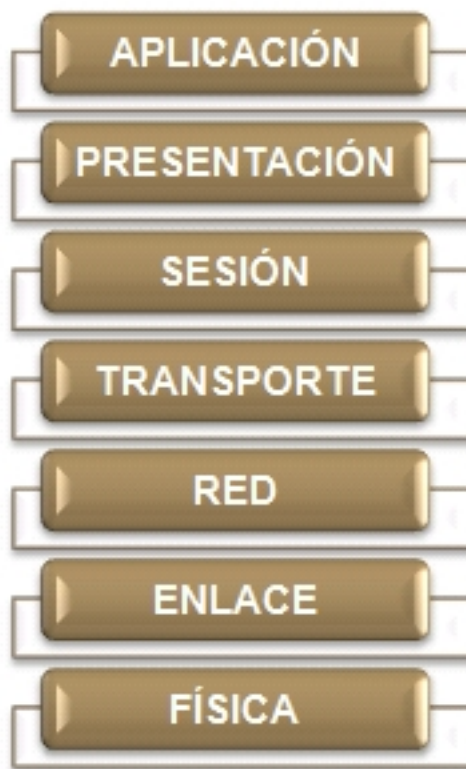 APLICACIÓN
PRESENTACIÓN
SESIÓN
TRANSPORTE
RED
ENLACE
FÍSICA